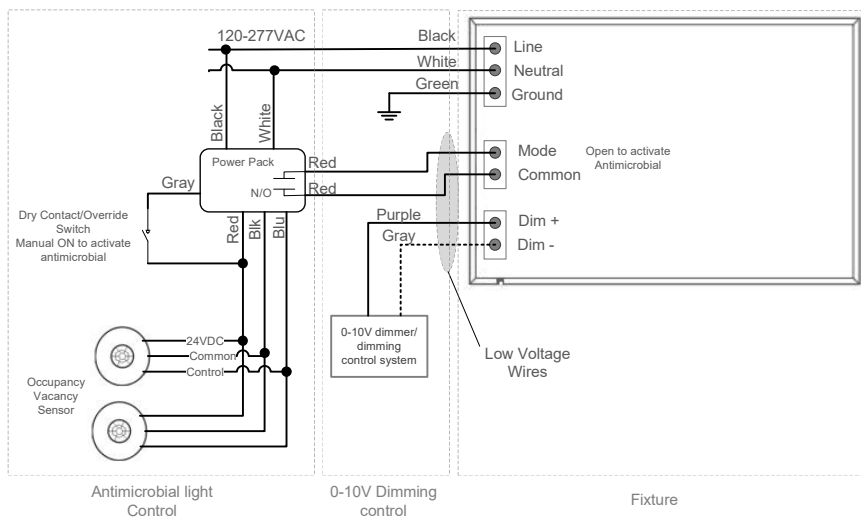 120-277VAC
Black
White
Green
Line
Neutral
Ground
Black
White
Power Pack
N/O
Red
Red
Mode
Common
Open to activate
Antimicrobial
Gray
Dry Contact/Override
Switch
Manual ON to activate
antimicrobial
Red
Blk
Blu
Purple
Gray
Dim +
Dim -
24VDC
Common
Control
Occupancy
Vacancy
Sensor
0-10V dimmer/
dimming
control system
Low Voltage
Wires
Antimicrobial light
Control
0-10V Dimming
control
Fixture